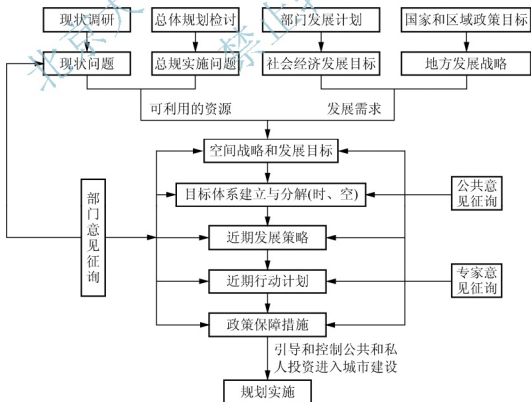 现状调研
总体规划检讨
部门发展计划
国家和区域政策目标
现状问题
总规实施问题
社会经济发展目标
地方发展战略
可利用的资源
发展需求
空间战略和发展目标
目标体系建立与分解(时、空)
近期发展策略
近期行动计划
政策保障措施
部门意见征询
公共意
见征询
专家意
见征询
引导和控制公共和私
人投资进入城市建设
规划实施
北京大
禁止